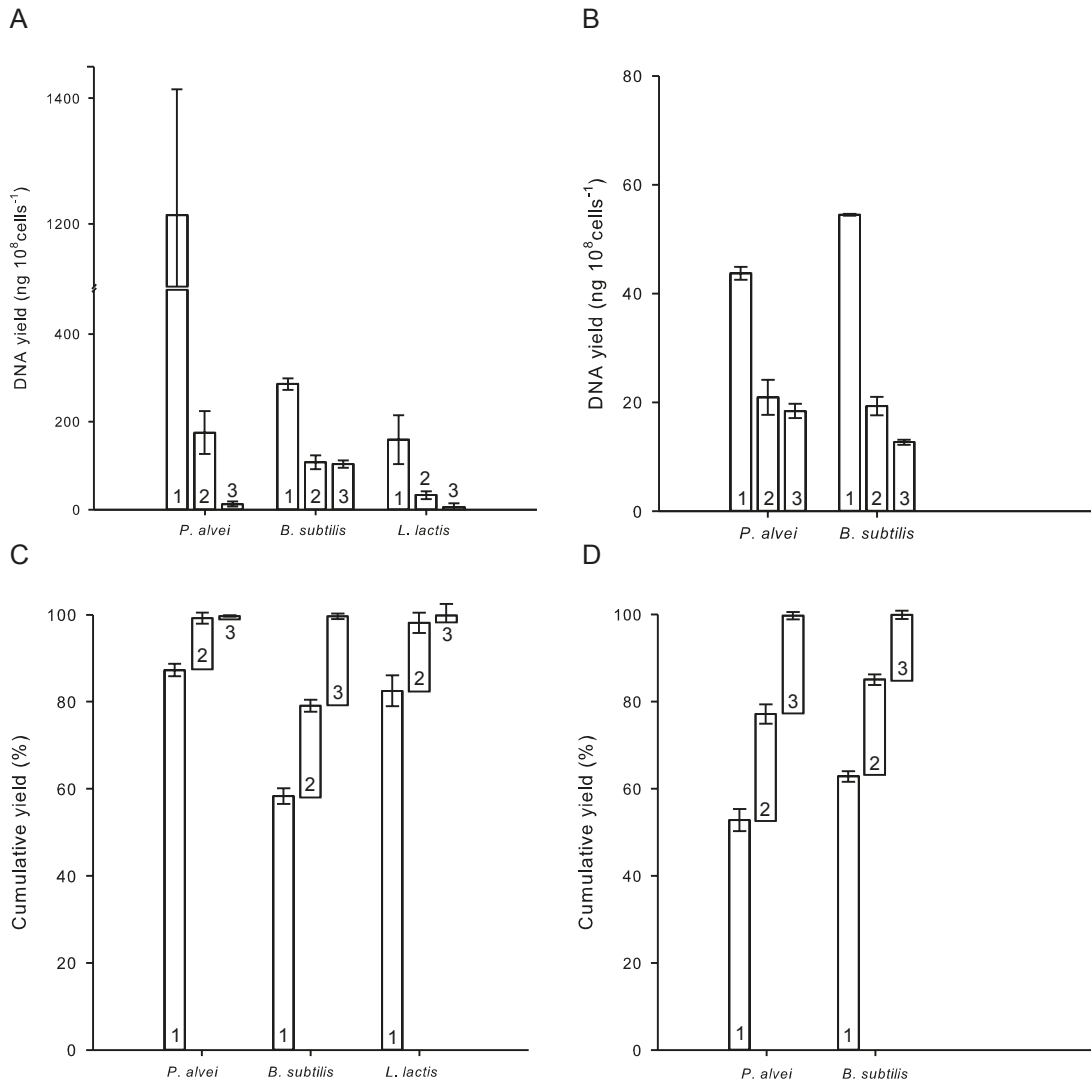 A
DNA yield (ng 10⁸cells⁻¹)
1400
1200
400
200
0
1 2 3
1 2 3
1 2 3
P. alvei B. subtilis L. lactis
B
DNA yield (ng 10⁸cells⁻¹)
80
60
40
20
0
1 2 3
1 2 3
P. alvei B. subtilis
C
Cumulative yield (%)
100
80
60
40
20
0
1 2 3
1 2 3
1 2 3
P. alvei B. subtilis L. lactis
D
Cumulative yield (%)
100
80
60
40
20
0
1 2 3
1 2 3
P. alvei B. subtilis